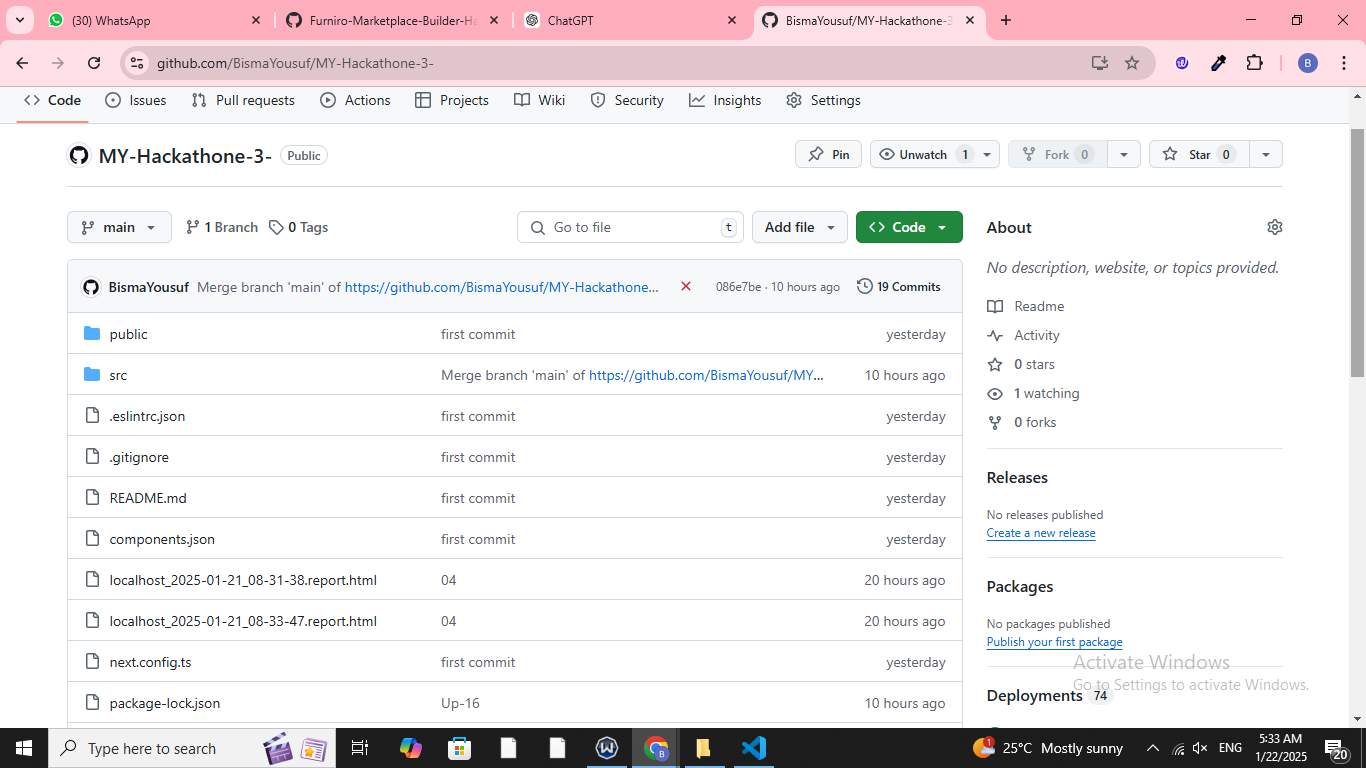 (30) WhatsApp
Furniro-Marketplace-Builder-Ha
ChatGPT
BismaYousuf/MY-Hackathone-3-
github.com/BismaYousuf/MY-Hackathone-3-
B
Code
Issues
Pull requests
Actions
Projects
Wiki
Security
Insights
Settings
MY-Hackathone-3- Public
Pin
Unwatch 1
Fork 0
Star 0
main
1 Branch
0 Tags
Go to file t
Add file
Code
BismaYousuf Merge branch 'main' of https://github.com/BismaYousuf/MY-Hackathone... 086e7be · 10 hours ago 19 Commits
public first commit yesterday
src Merge branch 'main' of https://github.com/BismaYousuf/MY... 10 hours ago
.eslintrc.json first commit yesterday
.gitignore first commit yesterday
README.md first commit yesterday
components.json first commit yesterday
localhost_2025-01-21_08-31-38.report.html 04 20 hours ago
localhost_2025-01-21_08-33-47.report.html 04 20 hours ago
next.config.ts first commit yesterday
package-lock.json Up-16 10 hours ago
About
No description, website, or topics provided.
Readme
Activity
0 stars
1 watching
0 forks
Releases
No releases published
Create a new release
Packages
No packages published
Publish your first package
Deployments 74
Activate Windows
Go to Settings to activate Windows.
Type here to search
B
1
25°C Mostly sunny
ENG
5:33 AM
1/22/2025
20